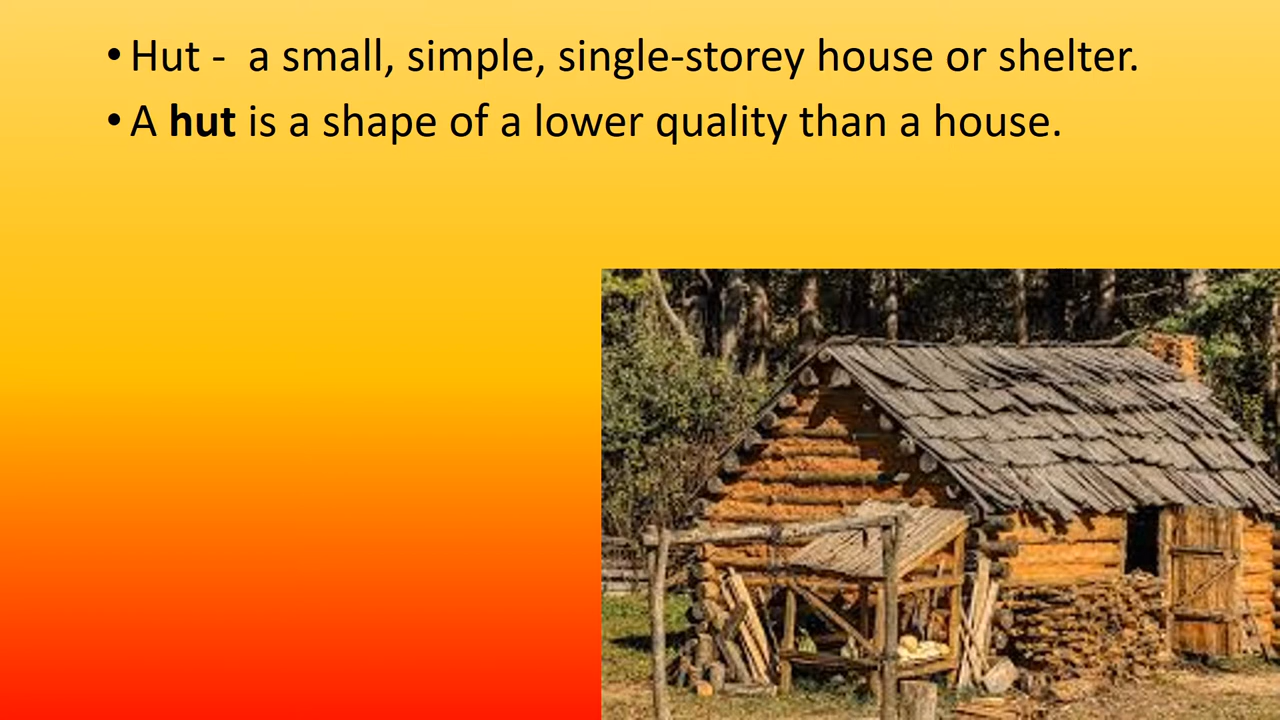 • Hut -  a small, simple, single-storey house or shelter.
• A hut is a shape of a lower quality than a house.